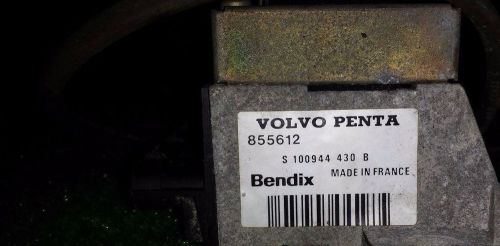 VOLVO PENTA
855612
S 100944 430 B
Bendix MADE IN FRANCE